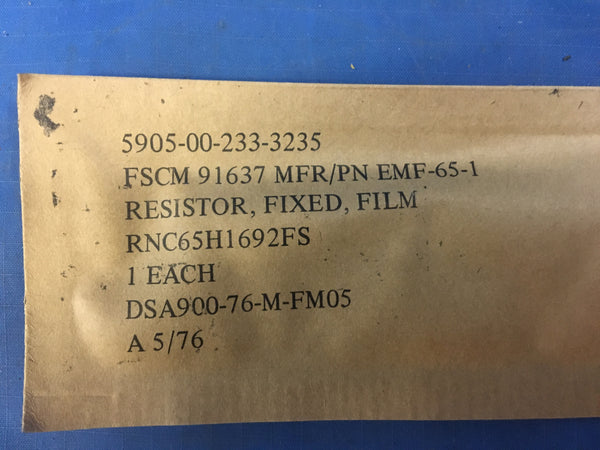 5905-00-233-3235
FSCM 91637 MFR/PN EMF-65-1
RESISTOR, FIXED, FILM
RNC65H1692FS
1 EACH
DSA900-76-M-FM05
A 5/76